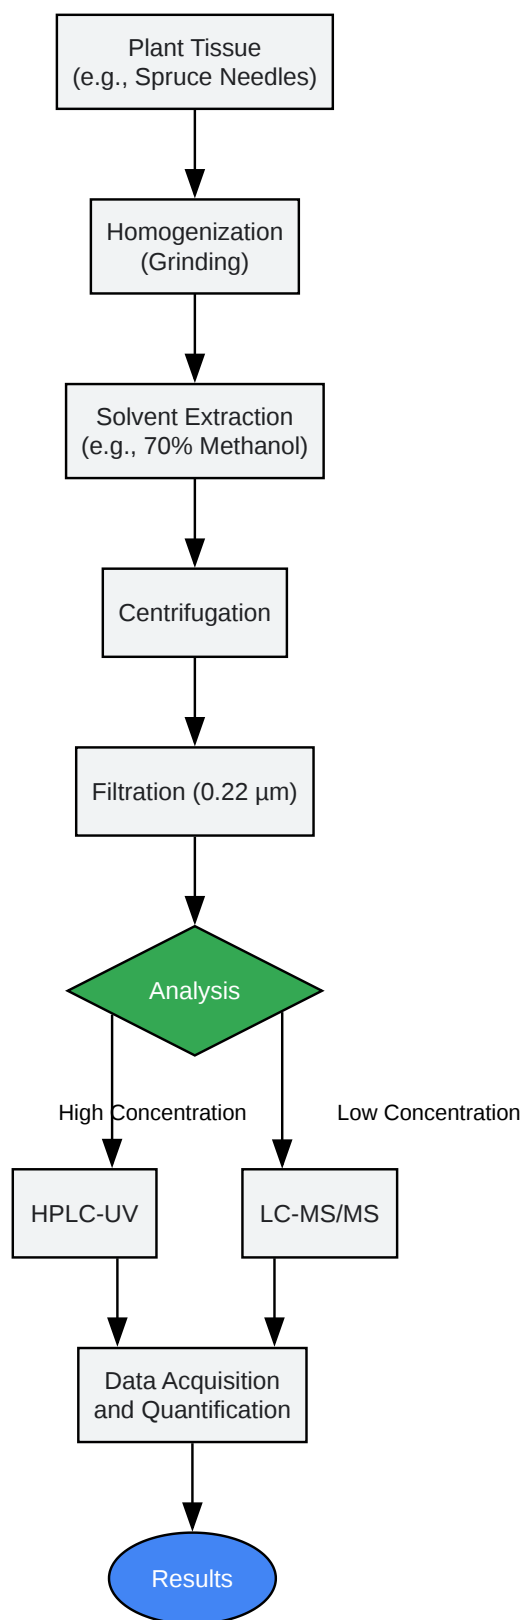 Plant Tissue
(e.g., Spruce Needles)
Homogenization
(Grinding)
Solvent Extraction
(e.g., 70% Methanol)
Centrifugation
Filtration (0.22 µm)
Analysis
High Concentration
Low Concentration
HPLC-UV
LC-MS/MS
Data Acquisition
and Quantification
Results